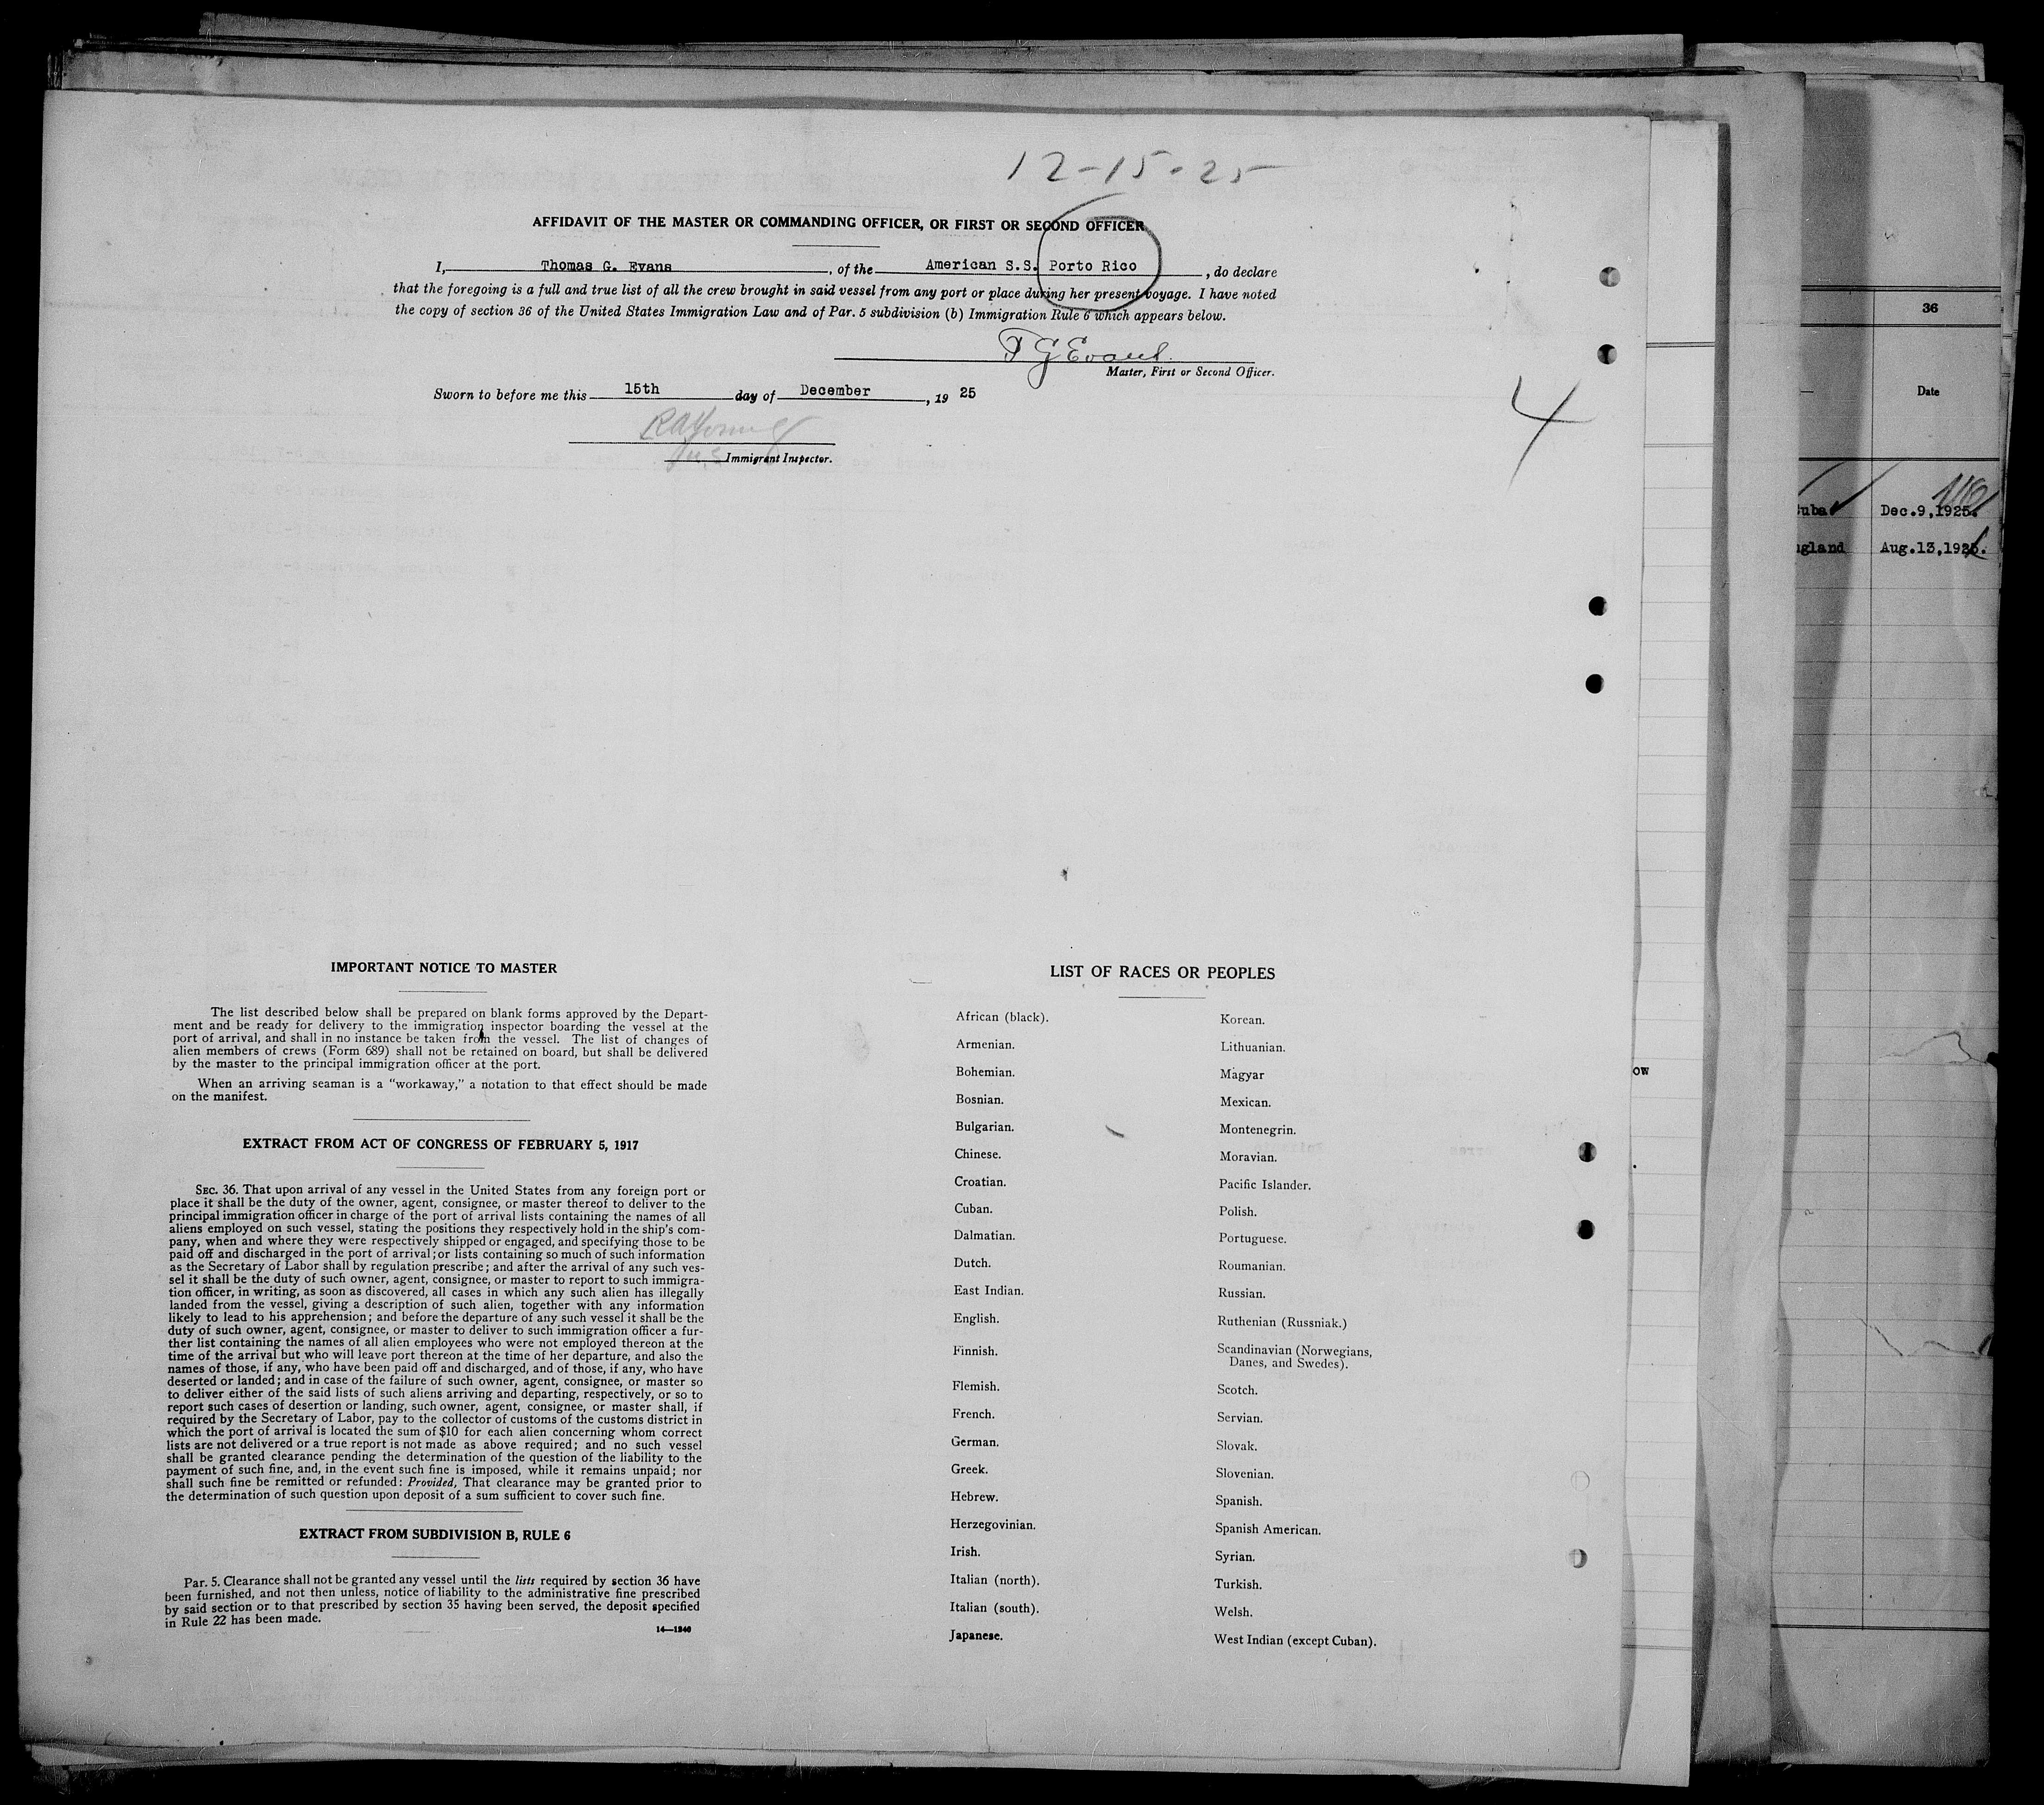 12-15-25
AFFIDAVIT OF THE MASTER OR COMMANDING OFFICER, OR FIRST OR SECOND OFFICER
I, Thomas G. Evans, of the American S.S. Porto Rico, do declare
that the foregoing is a full and true list of all the crew brought in said vessel from any port or place during her present voyage. I have noted
the copy of section 36 of the United States Immigration Law and of Par. 5 subdivision (b) Immigration Rule 6 which appears below.
T G Evans
Master, First or Second Officer.
Sworn to before me this 15th day of December, 19 25
Immigrant Inspector.
4
36
Date
Cuba Dec.9,1925.
ngland Aug.13,192
ow
IMPORTANT NOTICE TO MASTER
The list described below shall be prepared on blank forms approved by the Depart-
ment and be ready for delivery to the immigration inspector boarding the vessel at the
port of arrival, and shall in no instance be taken from the vessel. The list of changes of
alien members of crews (Form 689) shall not be retained on board, but shall be delivered
by the master to the principal immigration officer at the port.
When an arriving seaman is a "workaway," a notation to that effect should be made
on the manifest.
EXTRACT FROM ACT OF CONGRESS OF FEBRUARY 5, 1917
SEC. 36. That upon arrival of any vessel in the United States from any foreign port or
place it shall be the duty of the owner, agent, consignee, or master thereof to deliver to the
principal immigration officer in charge of the port of arrival lists containing the names of all
aliens employed on such vessel, stating the positions they respectively hold in the ship's com-
pany, when and where they were respectively shipped or engaged, and specifying those to be
paid off and discharged in the port of arrival; or lists containing so much of such information
as the Secretary of Labor shall by regulation prescribe; and after the arrival of any such ves-
sel it shall be the duty of such owner, agent, consignee, or master to report to such immigra-
tion officer, in writing, as soon as discovered, all cases in which any such alien has illegally
landed from the vessel, giving a description of such alien, together with any information
likely to lead to his apprehension; and before the departure of any such vessel it shall be the
duty of such owner, agent, consignee, or master to deliver to such immigration officer a fur-
ther list containing the names of all alien employees who were not employed thereon at the
time of the arrival but who will leave port thereon at the time of her departure, and also the
names of those, if any, who have been paid off and discharged, and of those, if any, who have
deserted or landed; and in case of the failure of such owner, agent, consignee, or master so
to deliver either of the said lists of such aliens arriving and departing, respectively, or so to
report such cases of desertion or landing, such owner, agent, consignee, or master shall, if
required by the Secretary of Labor, pay to the collector of customs of the customs district in
which the port of arrival is located the sum of $10 for each alien concerning whom correct
lists are not delivered or a true report is not made as above required; and no such vessel
shall be granted clearance pending the determination of the question of the liability to the
payment of such fine, and, in the event such fine is imposed, while it remains unpaid; nor
shall such fine be remitted or refunded: Provided, That clearance may be granted prior to
the determination of such question upon deposit of a sum sufficient to cover such fine.
EXTRACT FROM SUBDIVISION B, RULE 6
Par. 5. Clearance shall not be granted any vessel until the lists required by section 36 have
been furnished, and not then unless, notice of liability to the administrative fine prescribed
by said section or to that prescribed by section 35 having been served, the deposit specified
in Rule 22 has been made.
14—1240
LIST OF RACES OR PEOPLES
African (black).
Armenian.
Bohemian.
Bosnian.
Bulgarian.
Chinese.
Croatian.
Cuban.
Dalmatian.
Dutch.
East Indian.
English.
Finnish.
Flemish.
French.
German.
Greek.
Hebrew.
Herzegovinian.
Irish.
Italian (north).
Italian (south).
Japanese.
Korean.
Lithuanian.
Magyar
Mexican.
Montenegrin.
Moravian.
Pacific Islander.
Polish.
Portuguese.
Roumanian.
Russian.
Ruthenian (Russniak.)
Scandinavian (Norwegians,
Danes, and Swedes).
Scotch.
Servian.
Slovak.
Slovenian.
Spanish.
Spanish American.
Syrian.
Turkish.
Welsh.
West Indian (except Cuban).